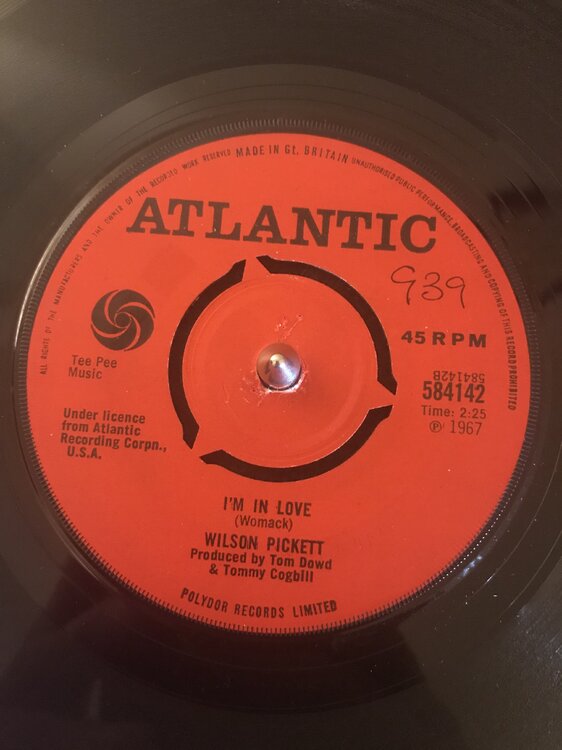 ALL RIGHTS OF THE MANUFACTURERS AND THE OWNER OF THE RECORDED WORK RESERVED MADE IN Gt. BRITAIN UNAUTHORISED PUBLIC PERFORMANCE, BROADCASTING AND COPYING OF THIS RECORD PROHIBITED
ATLANTIC
G39
45 RPM
Tee Pee
Music
584142B
584142
Time: 2:25
Ⓟ 1967
Under licence
from Atlantic
Recording Corpn.,
U.S.A.
I'M IN LOVE
(Womack)
WILSON PICKETT
Produced by Tom Dowd
& Tommy Cogbill
POLYDOR RECORDS LIMITED